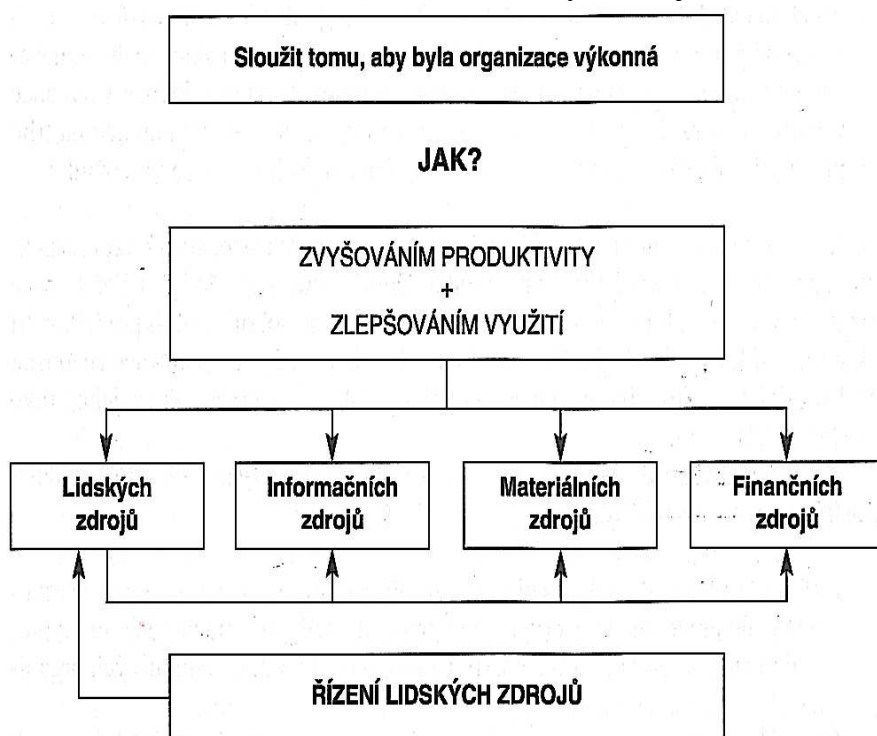 Sloužit tomu, aby byla organizace výkonná
JAK?
ZVYŠOVÁNÍM PRODUKTIVITY
+
ZLEPŠOVÁNÍM VYUŽITÍ
Lidských
zdrojů
Informačních
zdrojů
Materiálních
zdrojů
Finančních
zdrojů
ŘÍZENÍ LIDSKÝCH ZDROJŮ